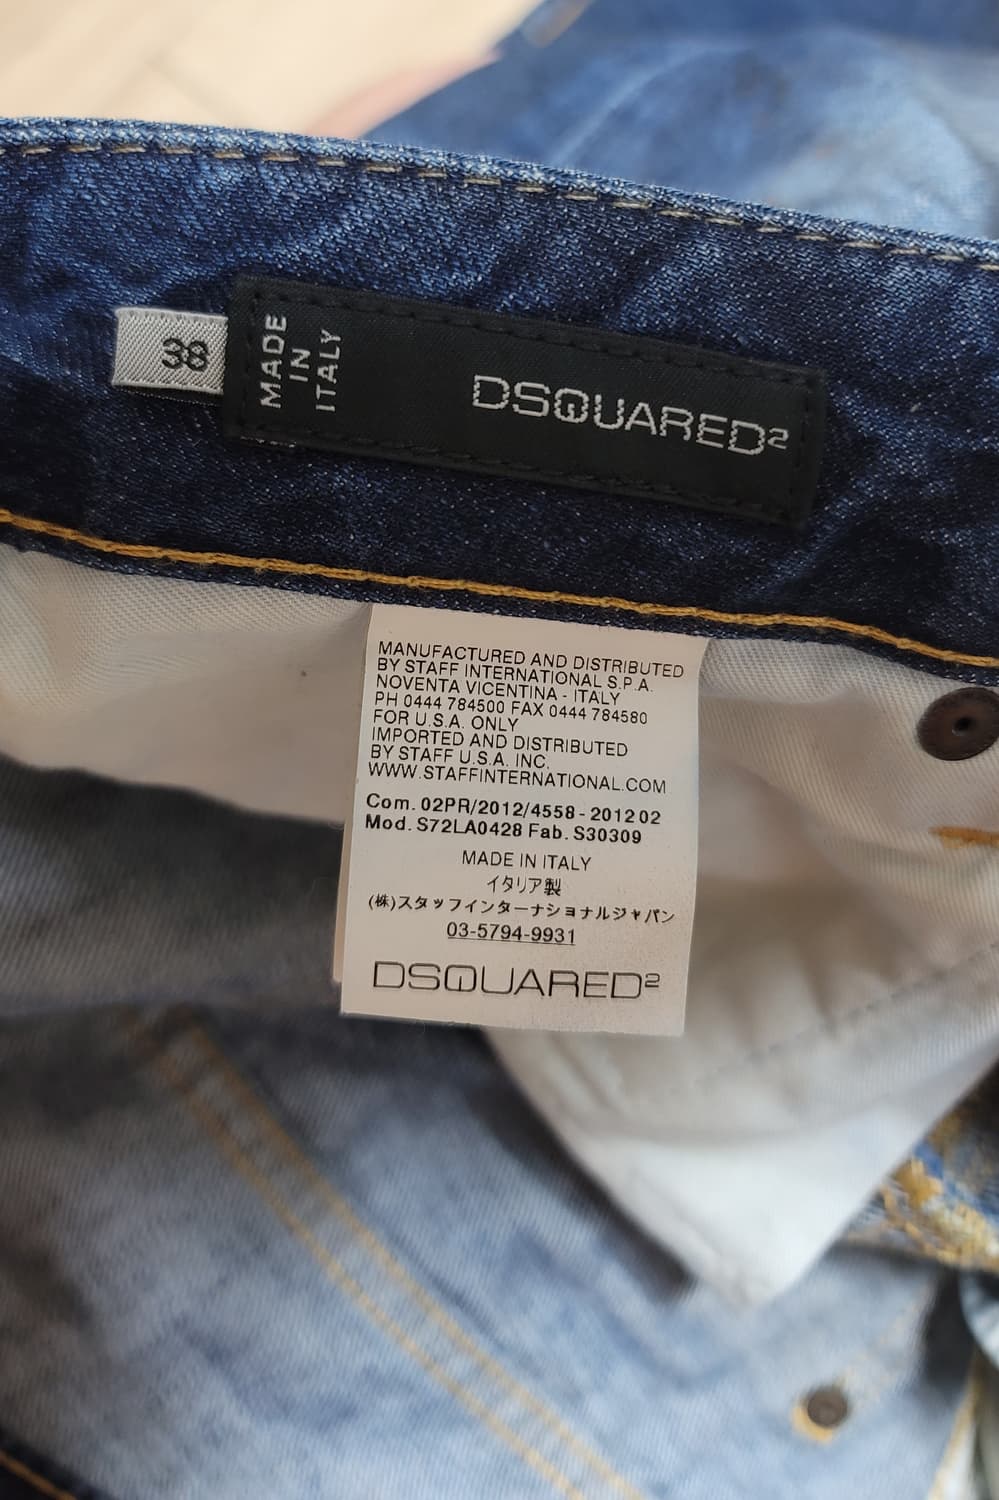 38
MADE
IN
ITALY
DSQUARED2
MANUFACTURED AND DISTRIBUTED
BY STAFF INTERNATIONAL S.P.A.
NOVENTA VICENTINA - ITALY
PH 0444 784500 FAX 0444 784580
FOR U.S.A. ONLY
IMPORTED AND DISTRIBUTED
BY STAFF U.S.A. INC.
WWW.STAFFINTERNATIONAL.COM
Com. 02PR/2012/4558 - 201202
Mod. S72LA0428 Fab. S30309
MADE IN ITALY
イタリア製
(株)スタッフインターナショナルジャパン
03-5794-9931
DSQUARED2